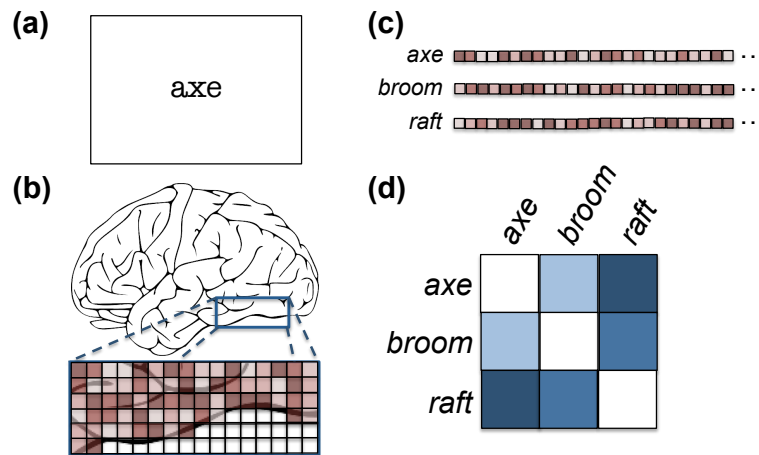 (a)
axe
(b)
(c)
axe ..
broom ..
raft ..
(d)
axe broom raft
axe
broom
raft